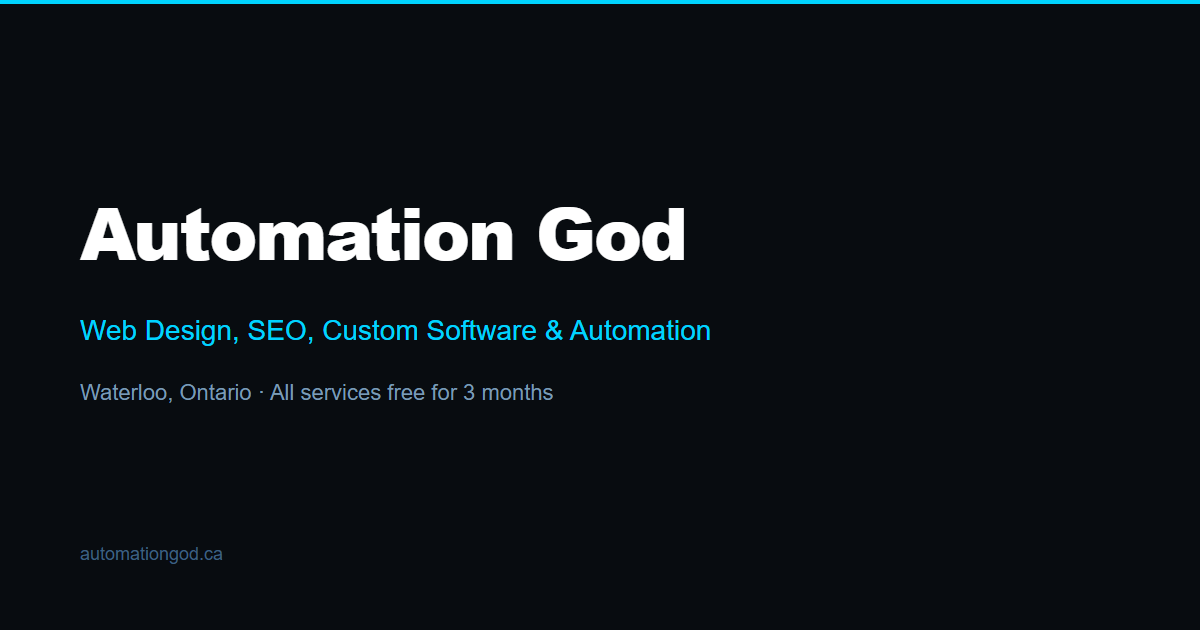 Automation God
Web Design, SEO, Custom Software & Automation
Waterloo, Ontario · All services free for 3 months
automationgod.ca